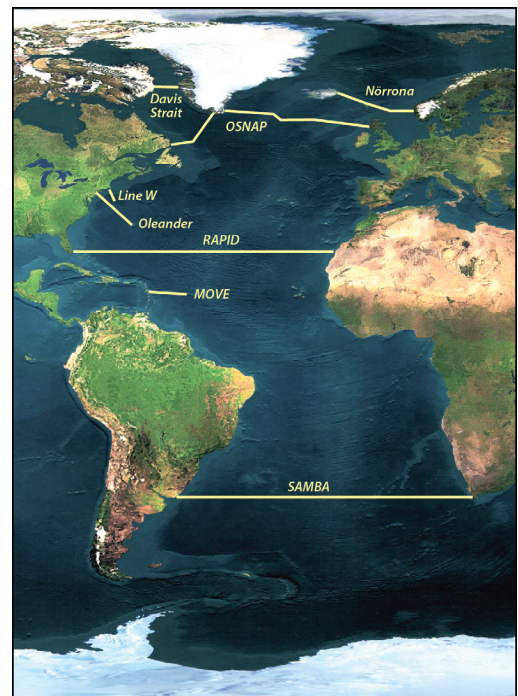 Nörrona
Davis
Strait
OSNAP
Line W
Oleander
RAPID
MOVE
SAMBA